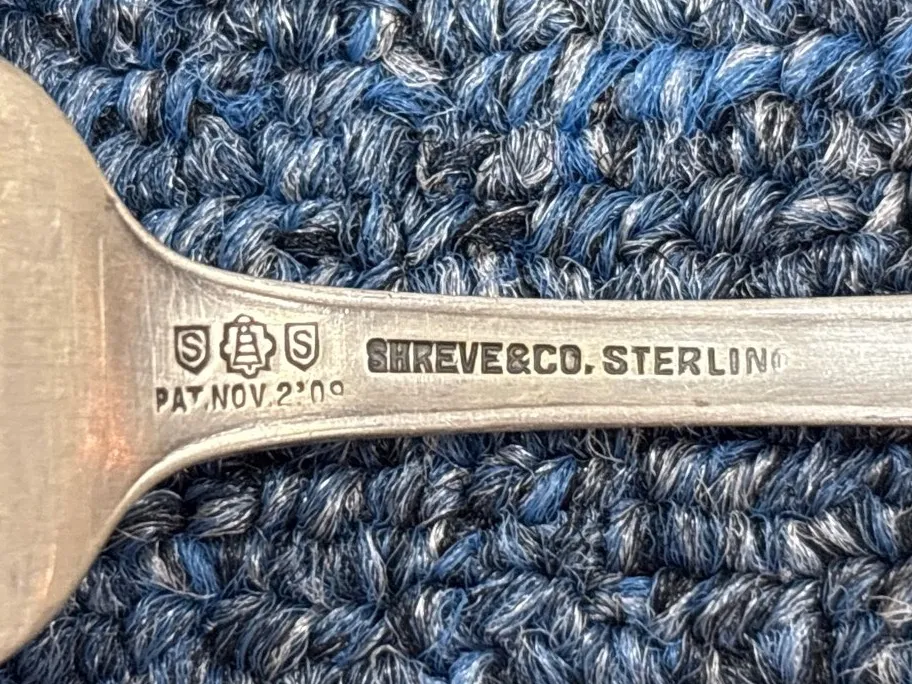 S S
PAT. NOV. 2'09
SHREVE&CO. STERLING